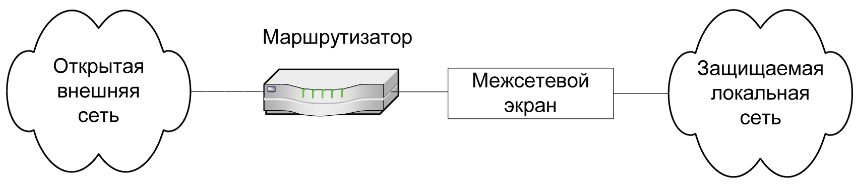 Маршрутизатор
Открытая
внешняя
сеть
Межсетевой
экран
Защищаемая
локальная
сеть